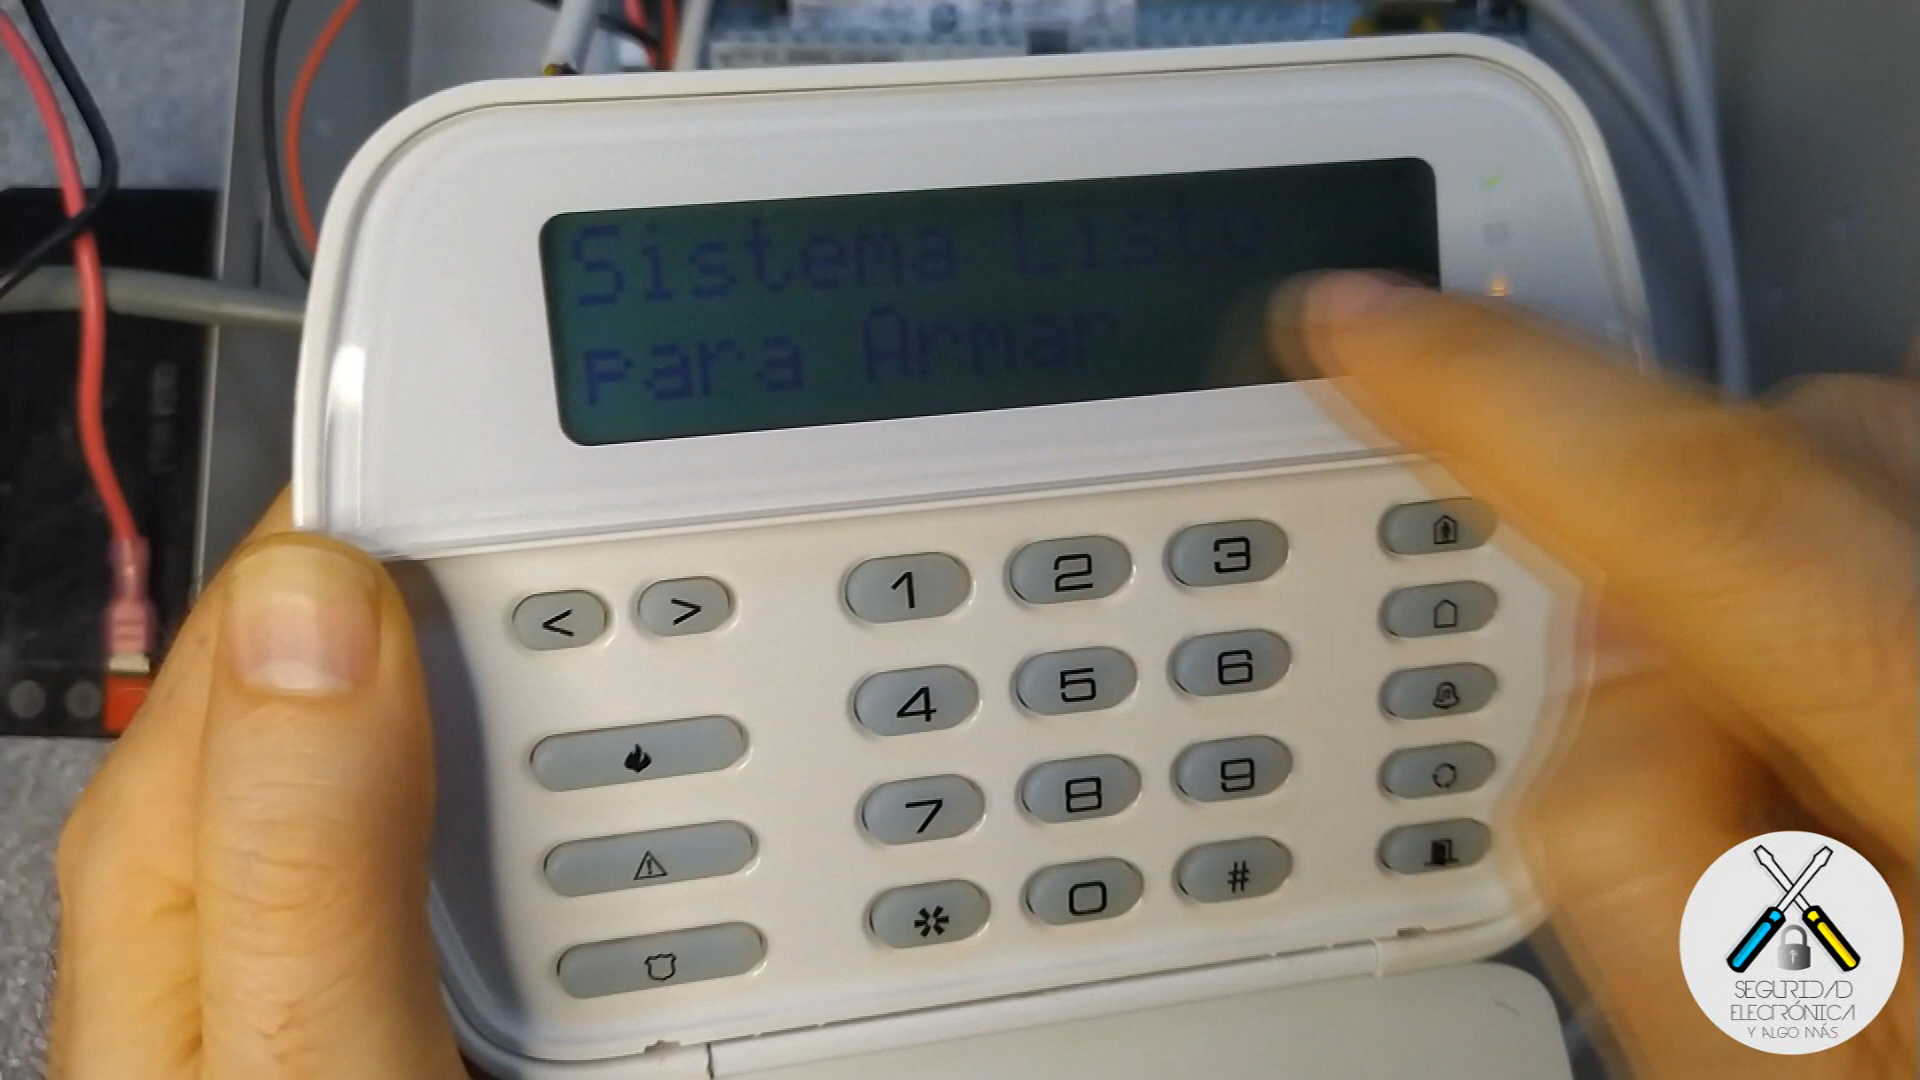 Sistema Listo
para Armar
< > 1 2 3
4 5 6
7 8 9
* 0 #
SEGURIDAD
ELECTRÓNICA
Y ALGO MÁS